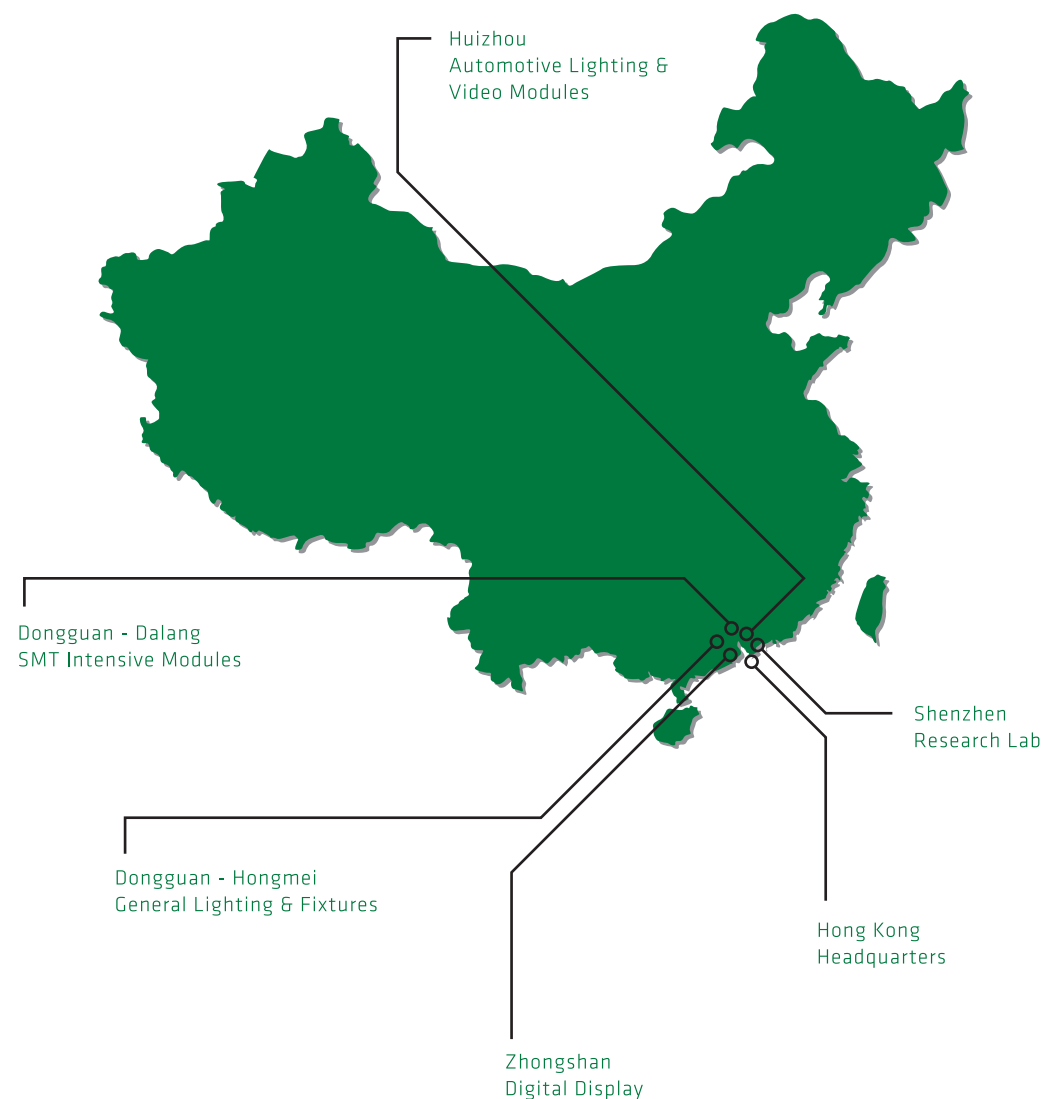 Huizhou
Automotive Lighting &
Video Modules
Dongguan - Dalang
SMT Intensive Modules
Shenzhen
Research Lab
Dongguan - Hongmei
General Lighting & Fixtures
Hong Kong
Headquarters
Zhongshan
Digital Display